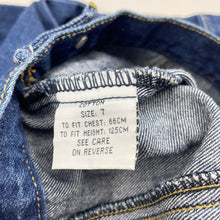 COTTON
SIZE: 7
TO FIT CHEST: 66CM
TO FIT HEIGHT: 125CM
SEE CARE
ON REVERSE